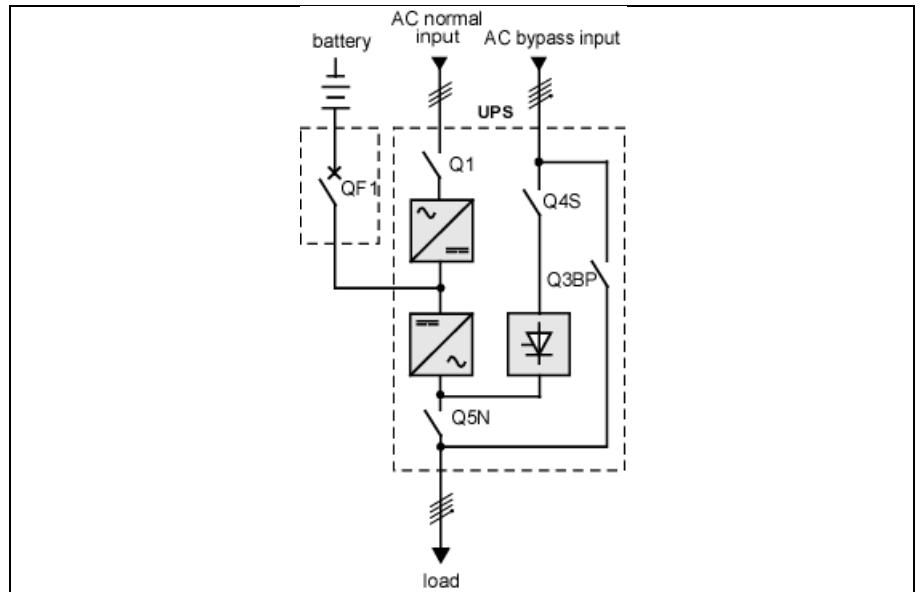 AC normal
input
battery
AC bypass input
UPS
Q1
QF1
Q4S
Q3BP
Q5N
load